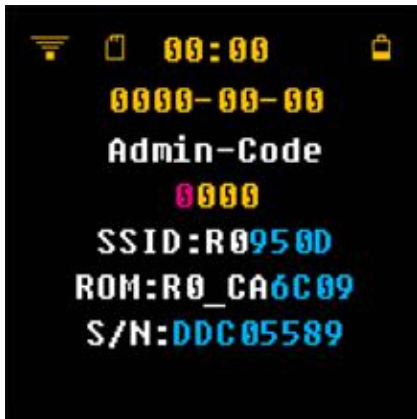 00:00
0000-00-00
Admin-Code
0000
SSID:R0950D
ROM:R0_CA6C09
S/N:DDC05589